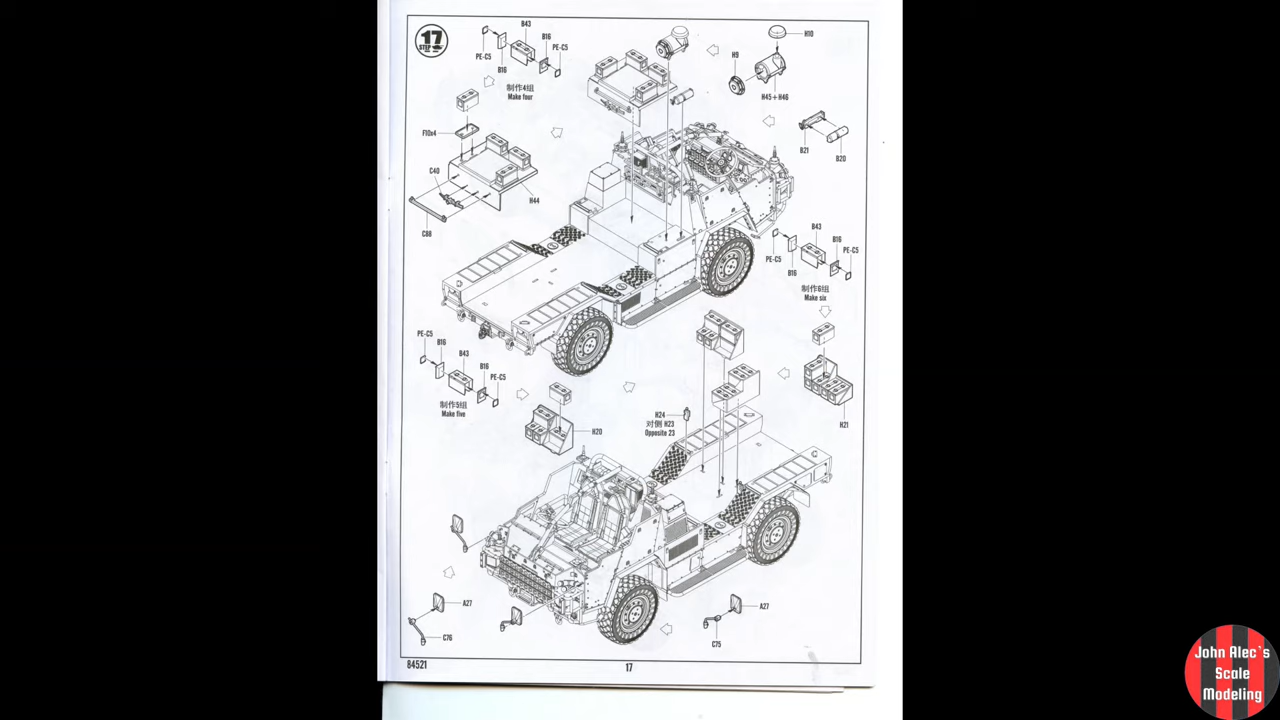 17
STEP
B43
B16
PE-C5
PE-C5
B16
制作4组
Make four
H10
H9
H45+H46
F10x4
B21
B20
C40
H44
C88
B43
B16
PE-C5
PE-C5
B16
制作6组
Make six
PE-C5
B16
B43
B16
PE-C5
制作5组
Make five
H20
H24
对侧 H23
Opposite 23
H21
A27
C76
A27
C75
84521
17
John Alec's
Scale
Modeling